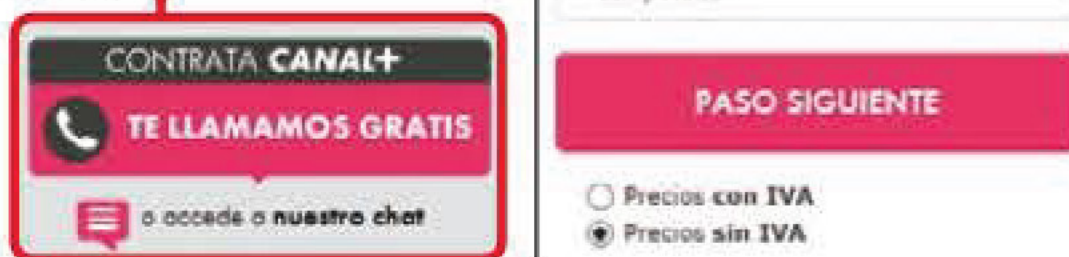 CONTRATA CANAL+
TE LLAMAMOS GRATIS
o accede a nuestro chat
PASO SIGUIENTE
Precios con IVA
Precios sin IVA